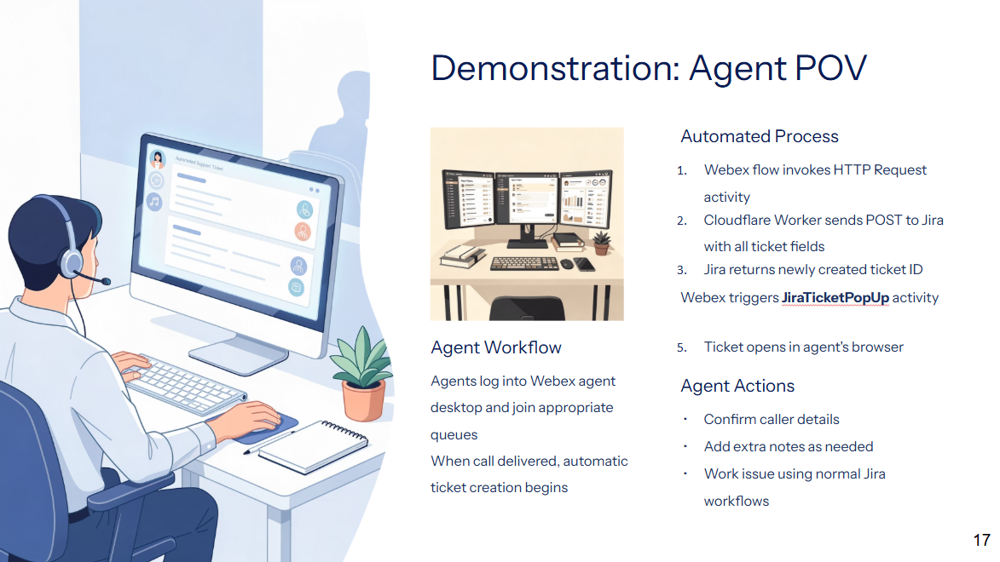 Demonstration: Agent POV
Automated Support Ticket
Agent Workflow
Agents log into Webex agent
desktop and join appropriate
queues
When call delivered, automatic
ticket creation begins
Automated Process
1. Webex flow invokes HTTP Request
activity
2. Cloudflare Worker sends POST to Jira
with all ticket fields
3. Jira returns newly created ticket ID
Webex triggers JiraTicketPopUp activity
5. Ticket opens in agent's browser
Agent Actions
· Confirm caller details
· Add extra notes as needed
· Work issue using normal Jira
workflows
17